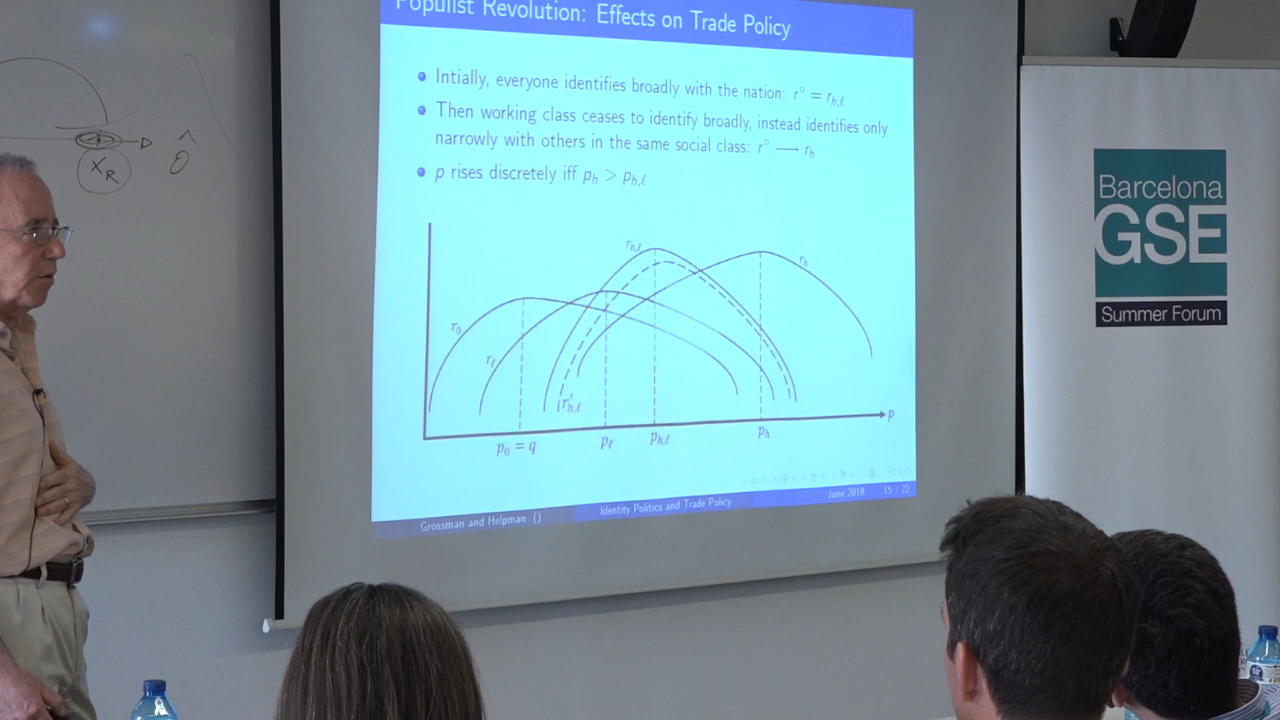 Populist Revolution: Effects on Trade Policy
Intially, everyone identifies broadly with the nation: r° = r_{h,ℓ}
Then working class ceases to identify broadly, instead identifies only
narrowly with others in the same social class: r° ⟶ r_h
p rises discretely iff p_h > p_{h,ℓ}
r_{h,ℓ}
r_h
r_0
r_ℓ
r'_{h,ℓ}
p
p_0 = q
p_ℓ
p_{h,ℓ}
p_h
Grossman and Helpman ()
Identity Politics and Trade Policy
June 2019
15 / 22
X_R
Ô
Barcelona
GSE
Summer Forum